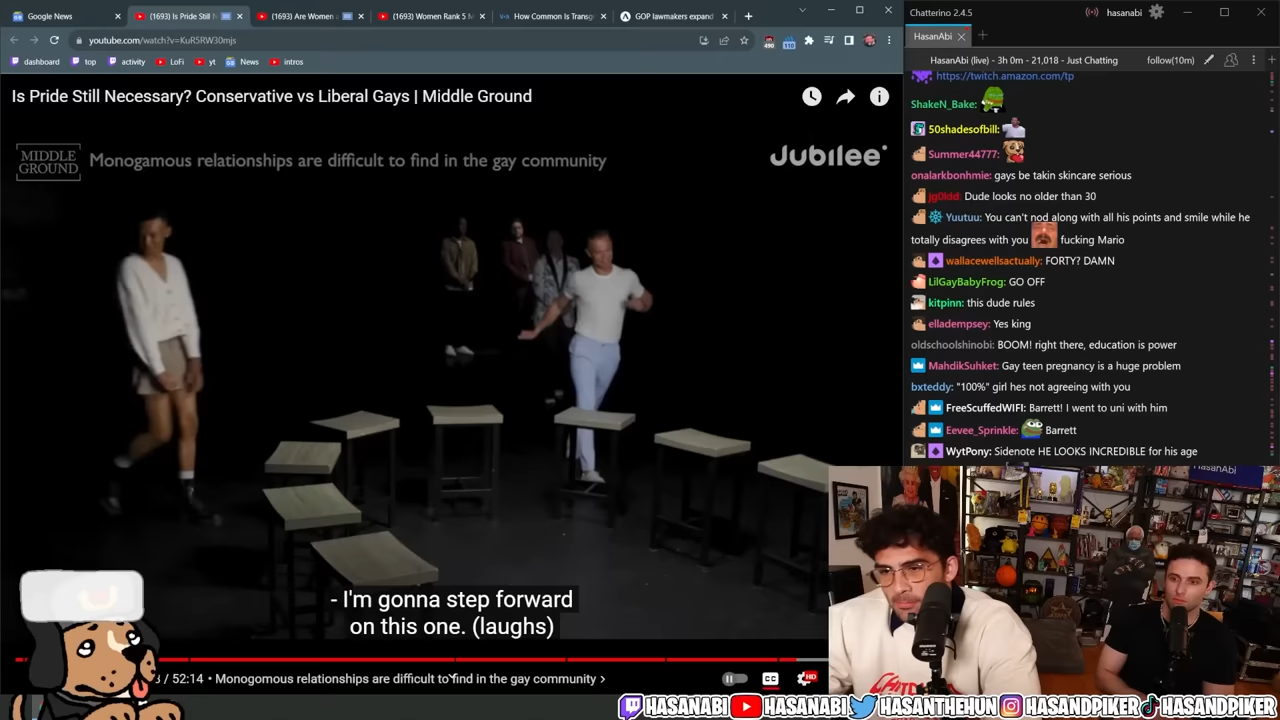 Google News
(1693) Is Pride Still N
(1693) Are Women
(1693) Women Rank 5 M
How Common Is Transg
GOP lawmakers expand
youtube.com/watch?v=KuR5RW30mjs
490
110
dashboard
top
activity
LoFi
yt
News
intros
Is Pride Still Necessary? Conservative vs Liberal Gays | Middle Ground
MIDDLE
GROUND
Monogamous relationships are difficult to find in the gay community
Jubilee
- I'm gonna step forward
on this one. (laughs)
/ 52:14 • Monogomous relationships are difficult to find in the gay community
CC
HD
Chatterino 2.4.5
hasanabi
HasanAbi
HasanAbi (live) - 3h 0m - 21,018 - Just Chatting
follow(10m)
https://twitch.amazon.com/tp
ShakeN_Bake:
50shadesofbill:
Summer44777:
onalarkbonhmie: gays be takin skincare serious
jg0ldd: Dude looks no older than 30
Yuutuu: You can't nod along with all his points and smile while he
totally disagrees with you fucking Mario
wallacewellsactually: FORTY? DAMN
LilGayBabyFrog: GO OFF
kitpinn: this dude rules
elladempsey: Yes king
oldschoolshinobi: BOOM! right there, education is power
MahdikSuhket: Gay teen pregnancy is a huge problem
bxteddy: "100%" girl hes not agreeing with you
FreeScuffedWIFI: Barrett! I went to uni with him
Eevee_Sprinkle: Barrett
WytPony: Sidenote HE LOOKS INCREDIBLE for his age
HasanAbi
HASANABI
HASANABI
HASANTHEHUN
HASANDPIKER
HASANDPIKER